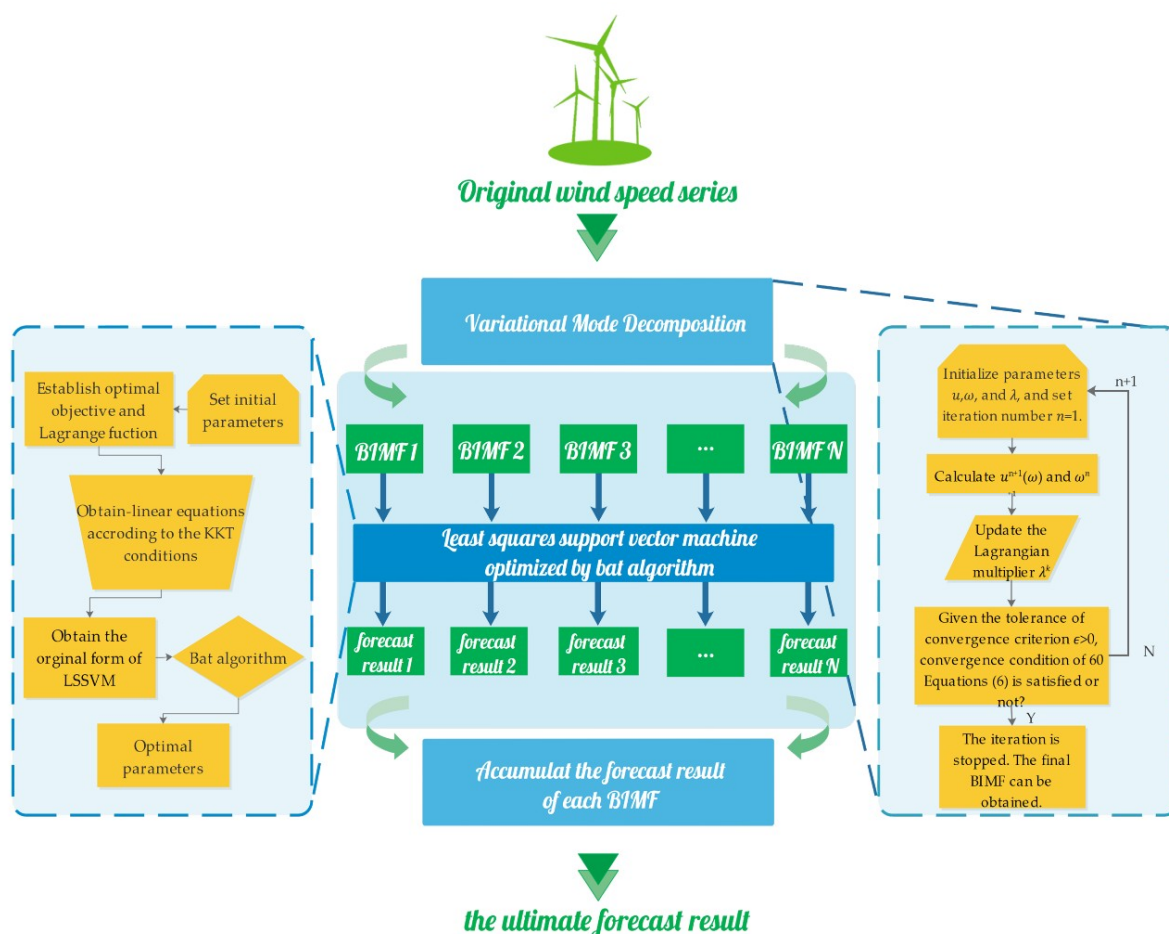 Original wind speed series
Variational Mode Decomposition
Establish optimal
objective and
Lagrange fuction
Set initial
parameters
Obtain-linear equations
accroding to the KKT
conditions
Obtain the
orginal form of
LSSVM
Bat algorithm
Optimal
parameters
BIMF 1
BIMF 2
BIMF 3
...
BIMF N
Least squares support vector machine
optimized by bat algorithm
forecast
result 1
forecast
result 2
forecast
result 3
...
forecast
result N
Accumulat the forecast result
of each BIMF
the ultimate forecast result
Initialize parameters
u,ω, and λ, and set
iteration number n=1.
n+1
Calculate uⁿ⁺¹(ω) and ωⁿ
Update the
Lagrangian
multiplier λᵏ
Given the tolerance of
convergence criterion ϵ>0,
convergence condition of 60
Equations (6) is satisfied or
not?
N
Y
The iteration is
stopped. The final
BIMF can be
obtained.